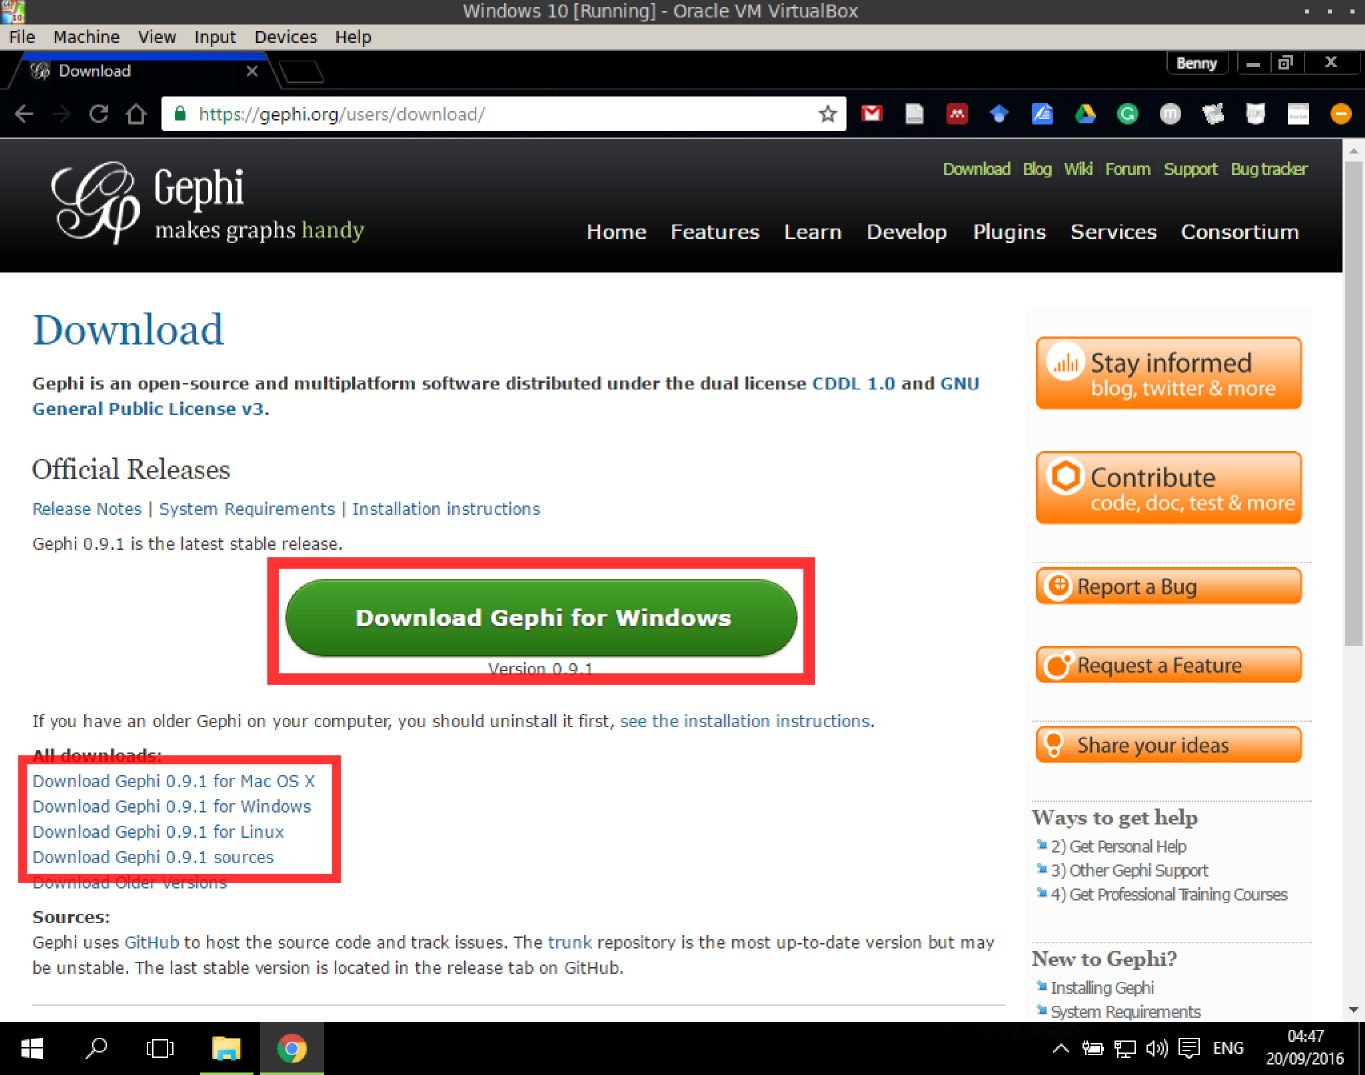 Windows 10 [Running] - Oracle VM VirtualBox
File Machine View Input Devices Help
Download
Benny
https://gephi.org/users/download/
Download Blog Wiki Forum Support Bug tracker
Gephi
makes graphs handy
Home Features Learn Develop Plugins Services Consortium
Download
Gephi is an open-source and multiplatform software distributed under the dual license CDDL 1.0 and GNU
General Public License v3.
Official Releases
Release Notes | System Requirements | Installation instructions
Gephi 0.9.1 is the latest stable release.
Download Gephi for Windows
Version 0.9.1
If you have an older Gephi on your computer, you should uninstall it first, see the installation instructions.
All downloads:
Download Gephi 0.9.1 for Mac OS X
Download Gephi 0.9.1 for Windows
Download Gephi 0.9.1 for Linux
Download Gephi 0.9.1 sources
Download Older Versions
Sources:
Gephi uses GitHub to host the source code and track issues. The trunk repository is the most up-to-date version but may
be unstable. The last stable version is located in the release tab on GitHub.
Stay informed
blog, twitter & more
Contribute
code, doc, test & more
Report a Bug
Request a Feature
Share your ideas
Ways to get help
2) Get Personal Help
3) Other Gephi Support
4) Get Professional Training Courses
New to Gephi?
Installing Gephi
System Requirements
ENG
04:47
20/09/2016